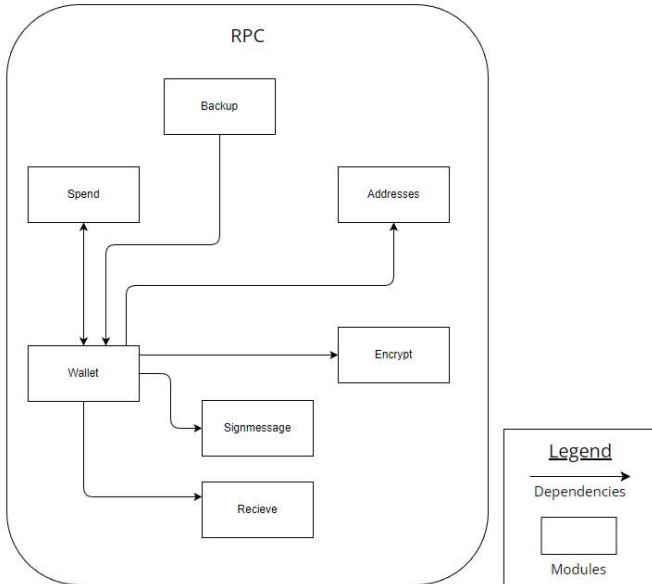 RPC
Backup
Spend
Addresses
Wallet
Encrypt
Signmessage
Recieve
Legend
Dependencies
Modules